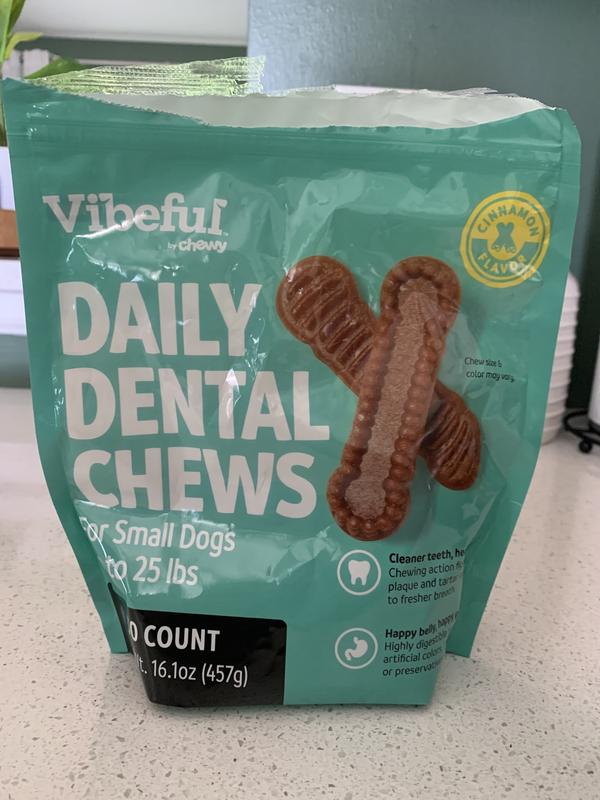 Vibeful
by chewy
CINNAMON
FLAVOR
DAILY
DENTAL
CHEWS
Chew size &
color may vary.
For Small Dogs
to 25 lbs
Cleaner teeth,
Chewing action
plaque and tartar
to fresher breath.
0 COUNT
t. 16.1oz (457g)
Happy belly, happy
Highly digestible
artificial colors,
or preservatives